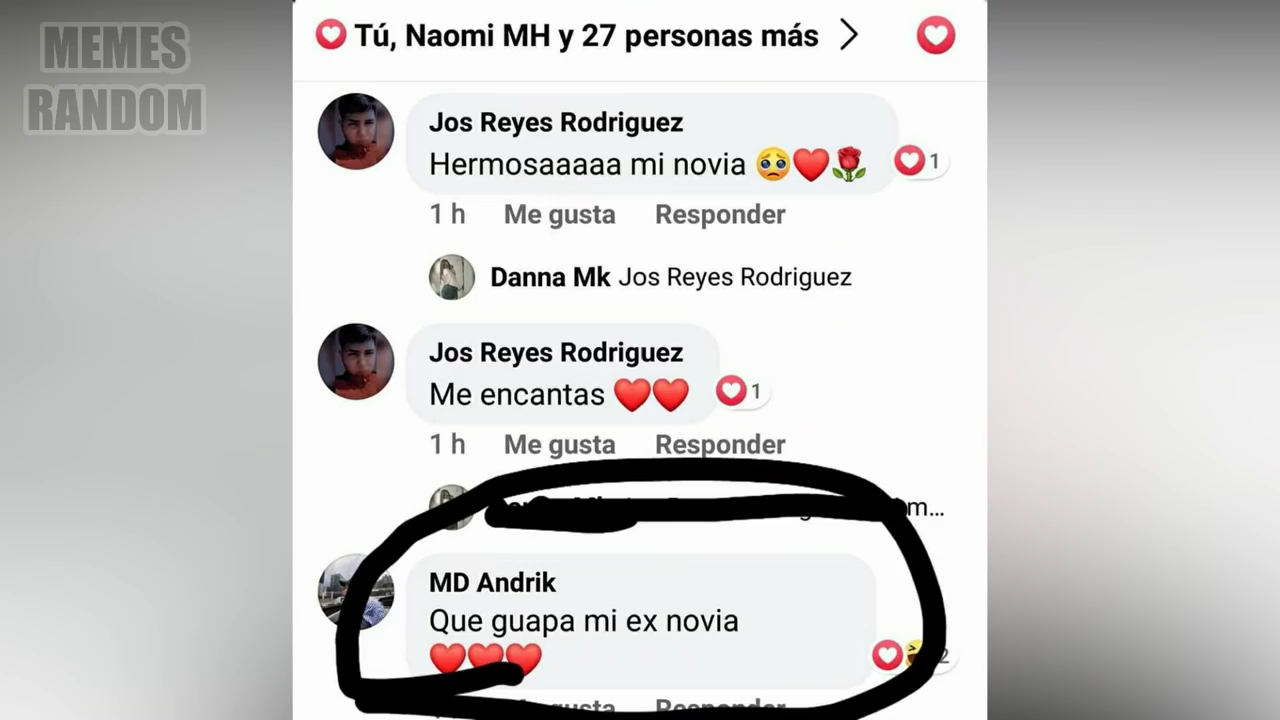 MEMES
RANDOM
Tú, Naomi MH y 27 personas más
Jos Reyes Rodriguez
Hermosaaaaa mi novia 🥺❤️🌹
1
1 h Me gusta Responder
Danna Mk Jos Reyes Rodriguez
Jos Reyes Rodriguez
Me encantas ❤️❤️
1
1 h Me gusta Responder
m...
MD Andrik
Que guapa mi ex novia
❤️❤️❤️
2
gusta Responder